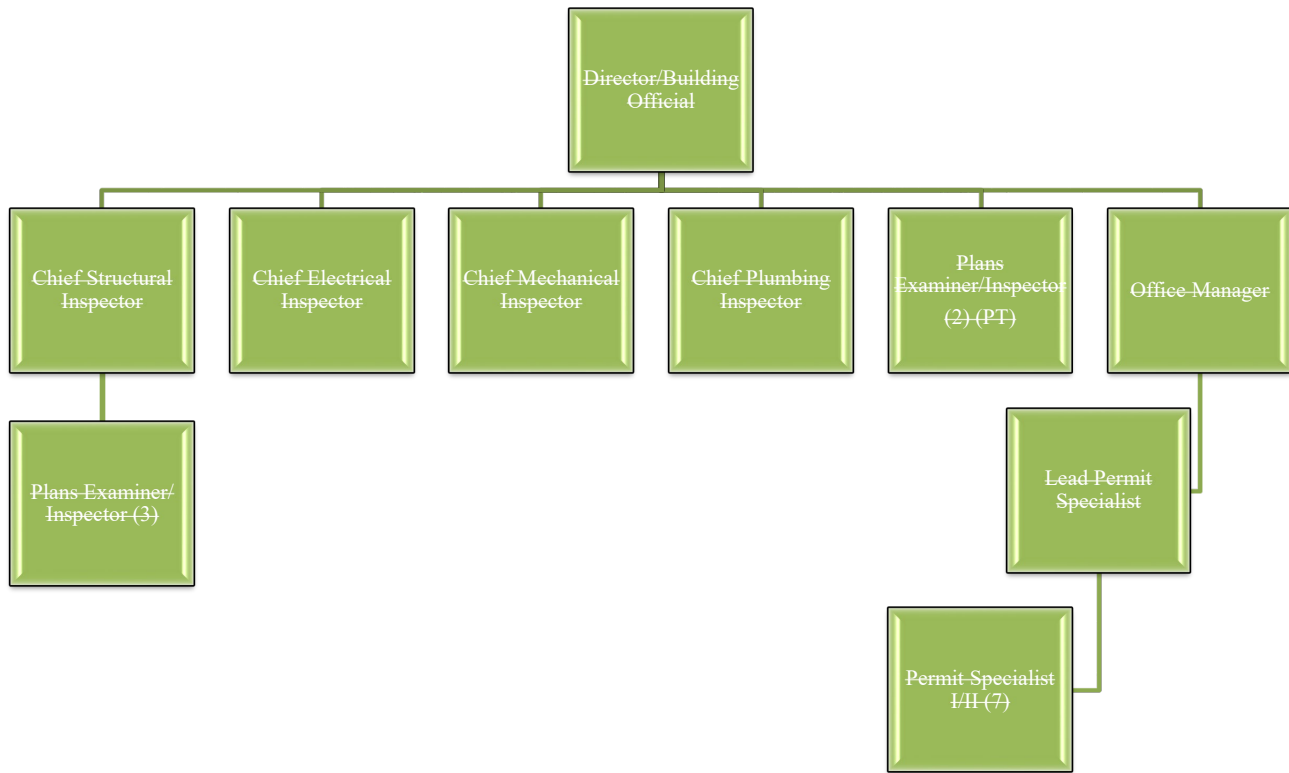 Director/Building
Official
Chief Structural
Inspector
Chief Electrical
Inspector
Chief Mechanical
Inspector
Chief Plumbing
Inspector
Plans
Examiner/Inspector
(2) (PT)
Office Manager
Plans Examiner/
Inspector (3)
Lead Permit
Specialist
Permit Specialist
I/II (7)